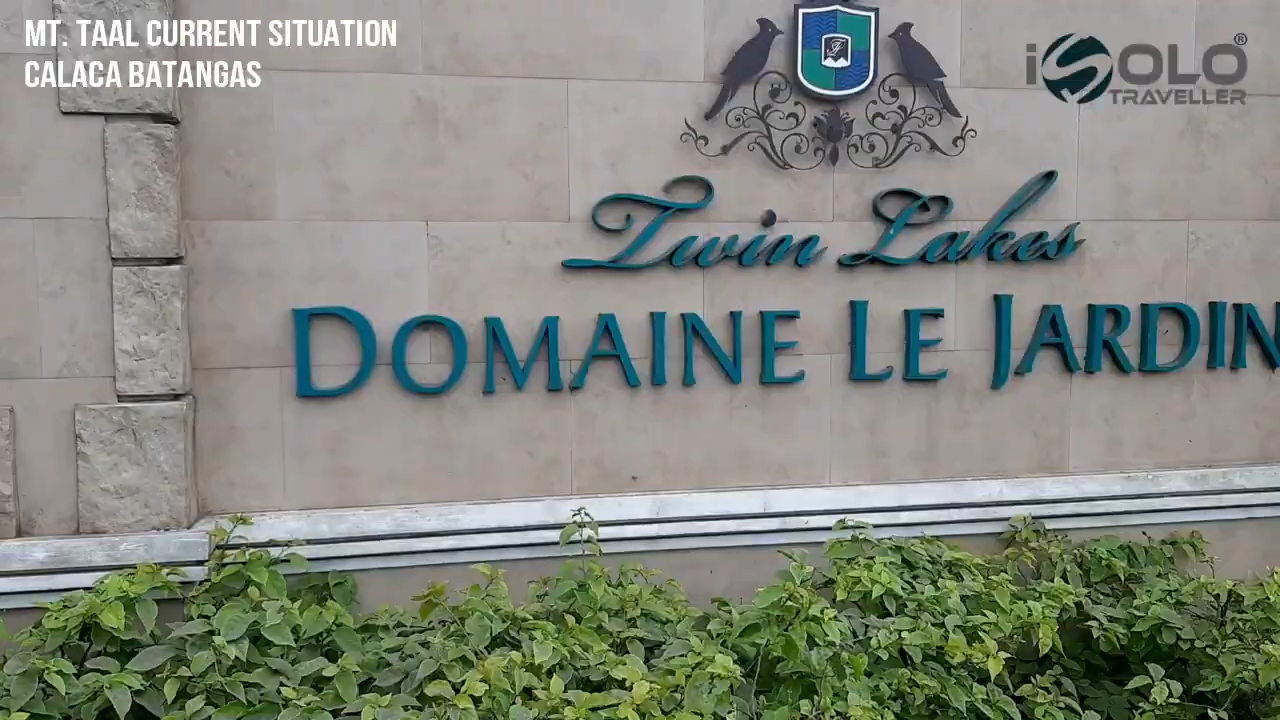 MT. TAAL CURRENT SITUATION
CALACA BATANGAS
iSOLO®
TRAVELLER
Twin Lakes
DOMAINE LE JARDIN